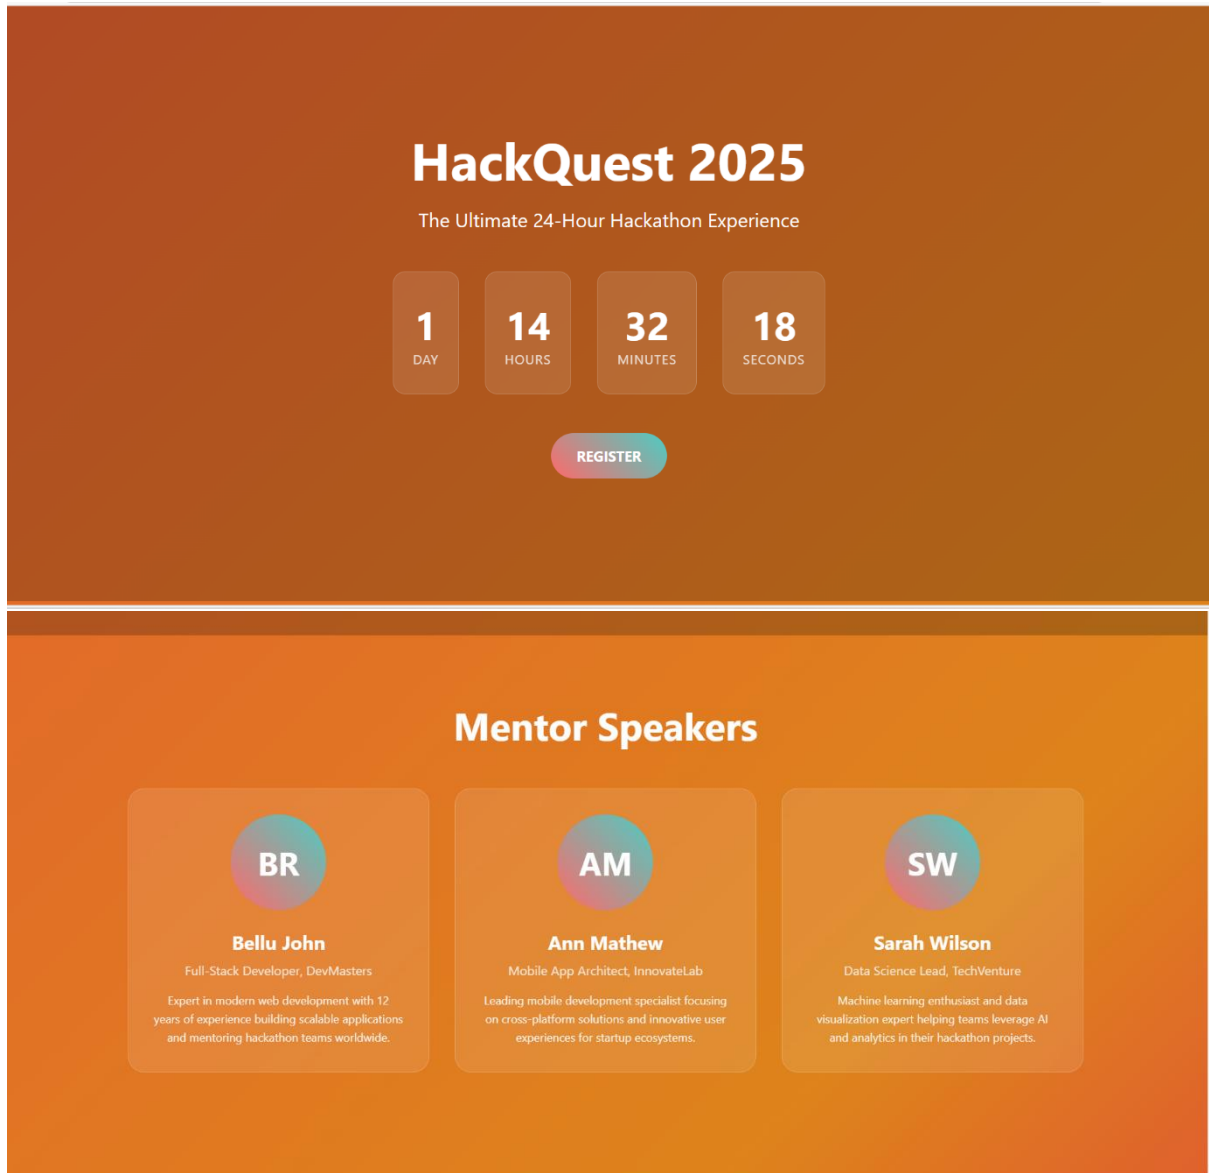 HackQuest 2025
The Ultimate 24-Hour Hackathon Experience
1 14 32 18
DAY HOURS MINUTES SECONDS
REGISTER
Mentor Speakers
BR
Bellu John
Full-Stack Developer, DevMasters
Expert in modern web development with 12
years of experience building scalable applications
and mentoring hackathon teams worldwide.
AM
Ann Mathew
Mobile App Architect, InnovateLab
Leading mobile development specialist focusing
on cross-platform solutions and innovative user
experiences for startup ecosystems.
SW
Sarah Wilson
Data Science Lead, TechVenture
Machine learning enthusiast and data
visualization expert helping teams leverage AI
and analytics in their hackathon projects.